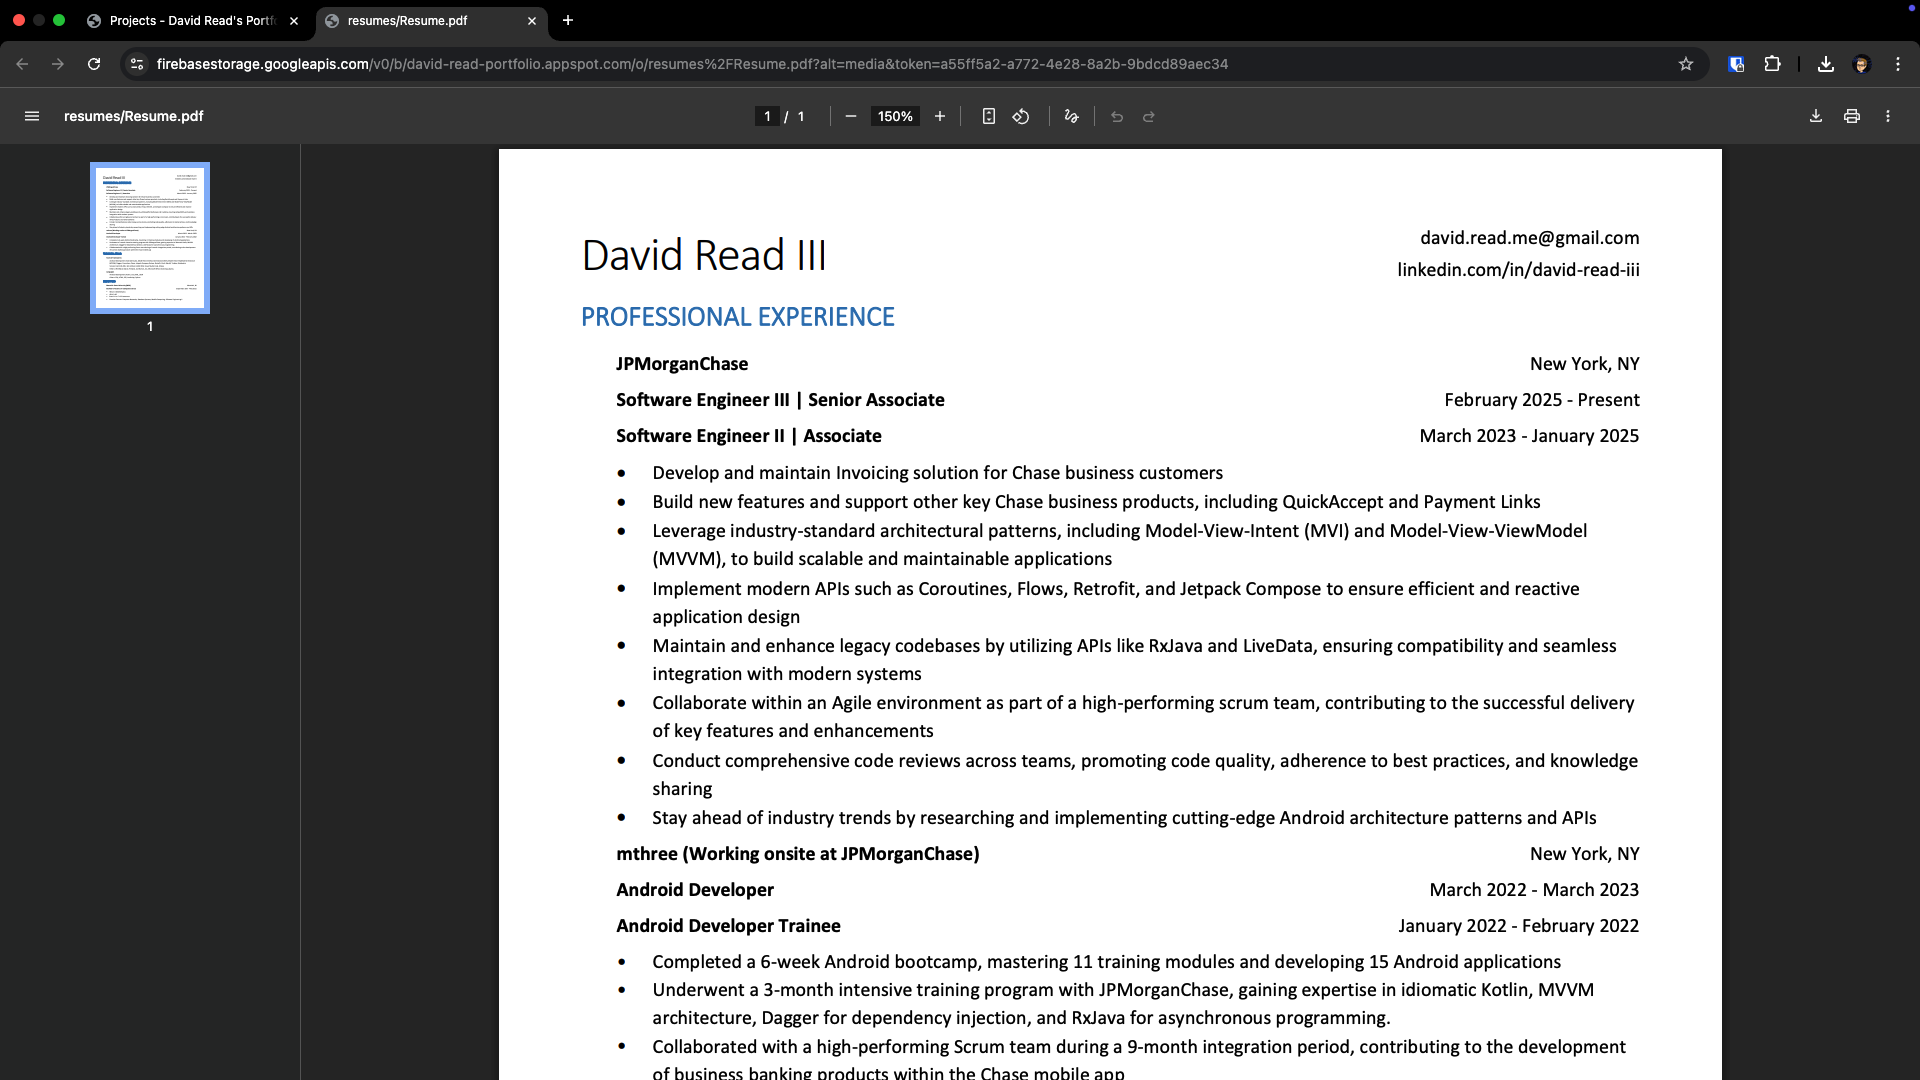 Projects - David Read's Portf
resumes/Resume.pdf
firebasestorage.googleapis.com/v0/b/david-read-portfolio.appspot.com/o/resumes%2FResume.pdf?alt=media&token=a55ff5a2-a772-4e28-8a2b-9bdcd89aec34
resumes/Resume.pdf
1 / 1
150%
1
David Read III
david.read.me@gmail.com
linkedin.com/in/david-read-iii
PROFESSIONAL EXPERIENCE
JPMorganChase New York, NY
Software Engineer III | Senior Associate February 2025 - Present
Software Engineer II | Associate March 2023 - January 2025
• Develop and maintain Invoicing solution for Chase business customers
• Build new features and support other key Chase business products, including QuickAccept and Payment Links
• Leverage industry-standard architectural patterns, including Model-View-Intent (MVI) and Model-View-ViewModel
(MVVM), to build scalable and maintainable applications
• Implement modern APIs such as Coroutines, Flows, Retrofit, and Jetpack Compose to ensure efficient and reactive
application design
• Maintain and enhance legacy codebases by utilizing APIs like RxJava and LiveData, ensuring compatibility and seamless
integration with modern systems
• Collaborate within an Agile environment as part of a high-performing scrum team, contributing to the successful delivery
of key features and enhancements
• Conduct comprehensive code reviews across teams, promoting code quality, adherence to best practices, and knowledge
sharing
• Stay ahead of industry trends by researching and implementing cutting-edge Android architecture patterns and APIs
mthree (Working onsite at JPMorganChase) New York, NY
Android Developer March 2022 - March 2023
Android Developer Trainee January 2022 - February 2022
• Completed a 6-week Android bootcamp, mastering 11 training modules and developing 15 Android applications
• Underwent a 3-month intensive training program with JPMorganChase, gaining expertise in idiomatic Kotlin, MVVM
architecture, Dagger for dependency injection, and RxJava for asynchronous programming.
• Collaborated with a high-performing Scrum team during a 9-month integration period, contributing to the development
of business banking products within the Chase mobile app